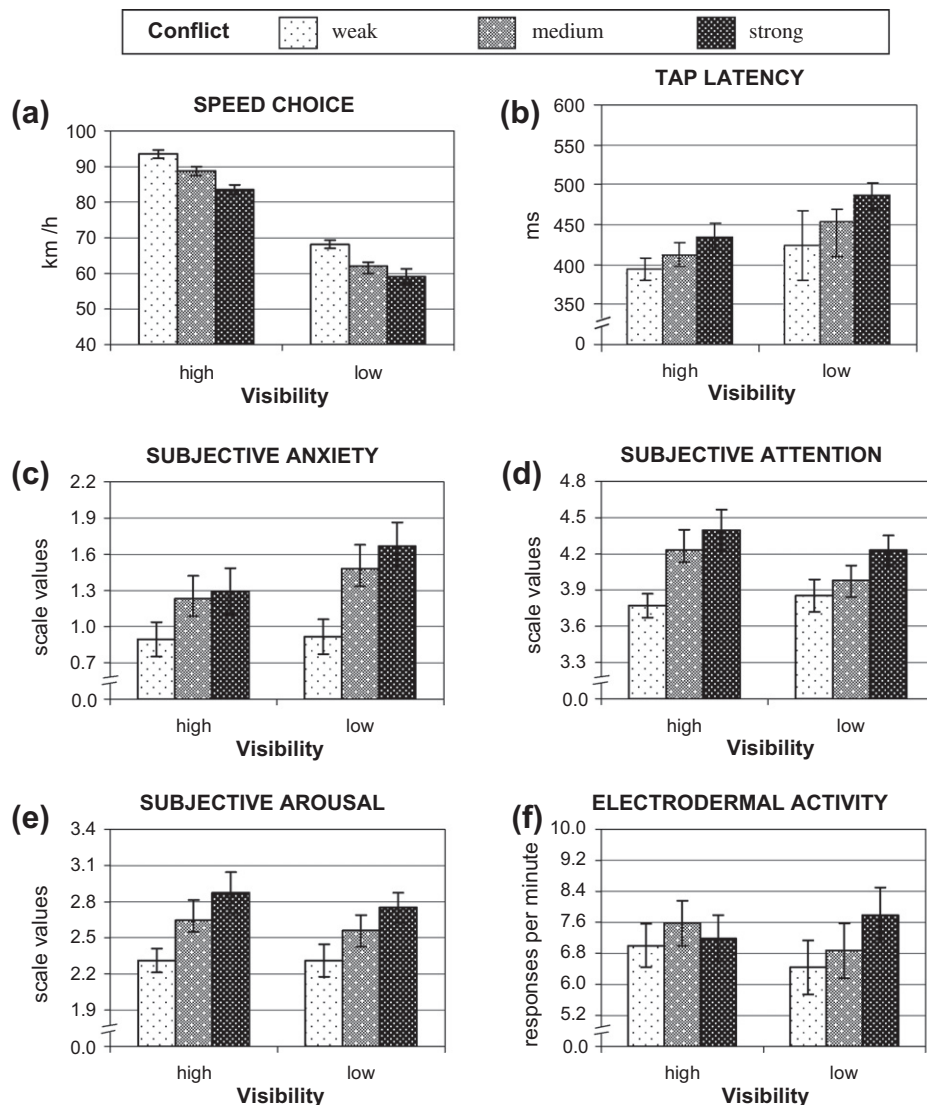 Conflict weak medium strong
(a) SPEED CHOICE
km /h
100
90
80
70
60
50
40
high low
Visibility
(b) TAP LATENCY
ms
600
550
500
450
400
350
0
high low
Visibility
(c) SUBJECTIVE ANXIETY
scale values
2.2
1.9
1.6
1.3
1.0
0.7
0.0
high low
Visibility
(d) SUBJECTIVE ATTENTION
scale values
4.8
4.5
4.2
3.9
3.6
3.3
0.0
high low
Visibility
(e) SUBJECTIVE AROUSAL
scale values
3.4
3.1
2.8
2.5
2.2
1.9
0.0
high low
Visibility
(f) ELECTRODERMAL ACTIVITY
responses per minute
10.0
9.2
8.4
7.6
6.8
6.0
5.2
0.0
high low
Visibility